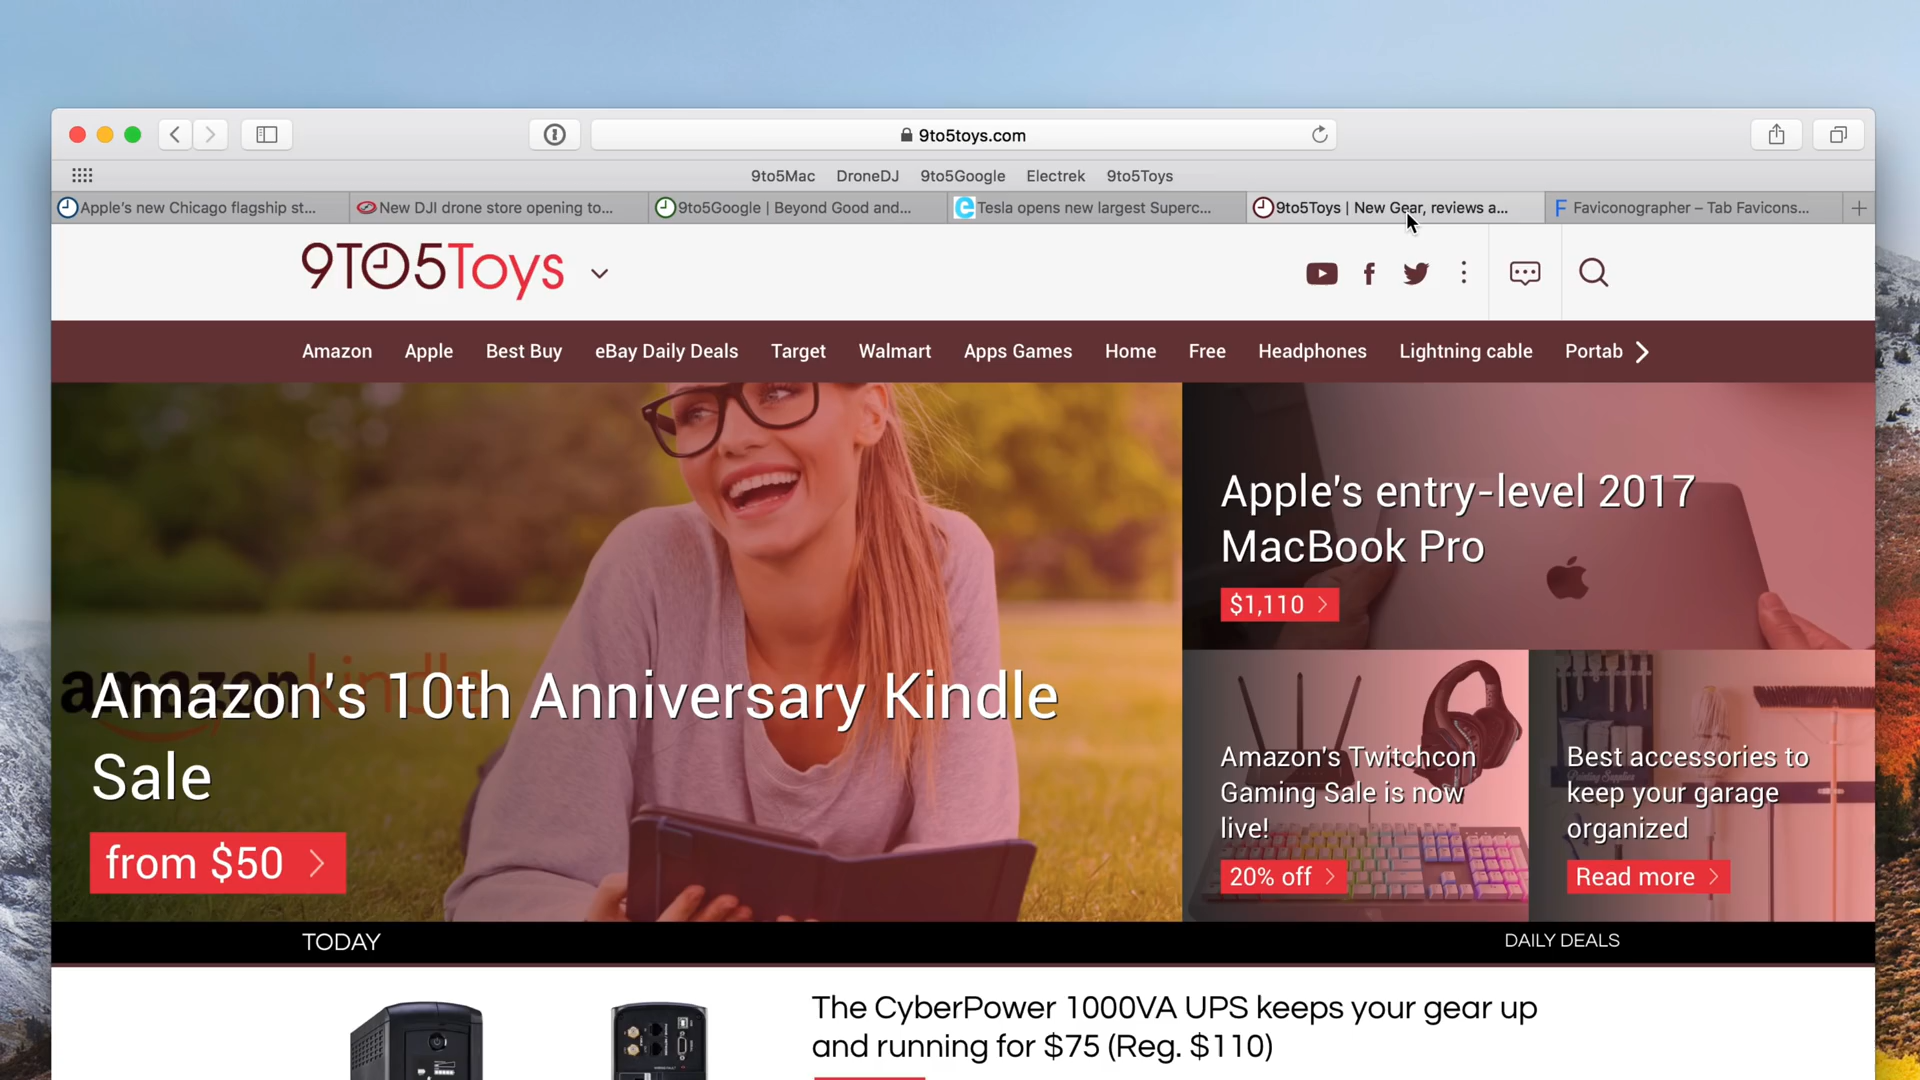 9to5toys.com
9to5Mac DroneDJ 9to5Google Electrek 9to5Toys
Apple's new Chicago flagship st... New DJI drone store opening to... 9to5Google | Beyond Good and... Tesla opens new largest Superc... 9to5Toys | New Gear, reviews a... Faviconographer – Tab Favicons...
9TO5Toys
Amazon Apple Best Buy eBay Daily Deals Target Walmart Apps Games Home Free Headphones Lightning cable Portab
amazonkindle
Amazon's 10th Anniversary Kindle
Sale
from $50
Apple's entry-level 2017
MacBook Pro
$1,110
Amazon's Twitchcon
Gaming Sale is now
live!
20% off
Painting Supplies
Best accessories to
keep your garage
organized
Read more
TODAY DAILY DEALS
The CyberPower 1000VA UPS keeps your gear up
and running for $75 (Reg. $110)